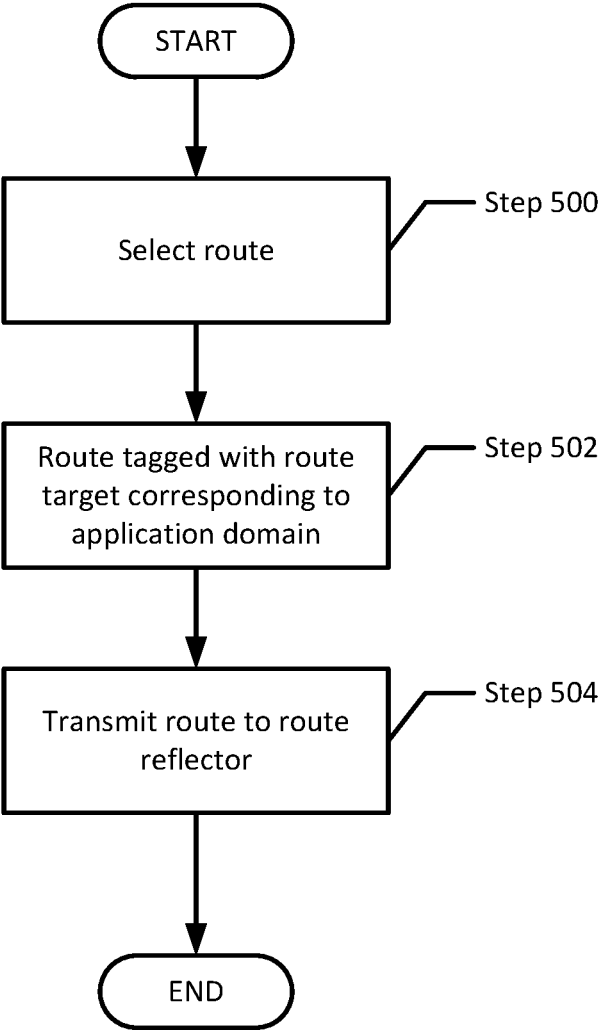 START
Step 500
Select route
Step 502
Route tagged with route
target corresponding to
application domain
Step 504
Transmit route to route
reflector
END